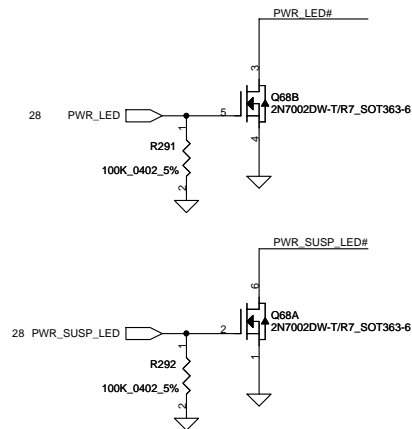 PWR_LED#
3
Q68B
2N7002DW-T/R7_SOT363-6
28 PWR_LED
5
1
4
R291
100K_0402_5%
2
PWR_SUSP_LED#
6
Q68A
2N7002DW-T/R7_SOT363-6
28 PWR_SUSP_LED
2
1
1
R292
100K_0402_5%
2